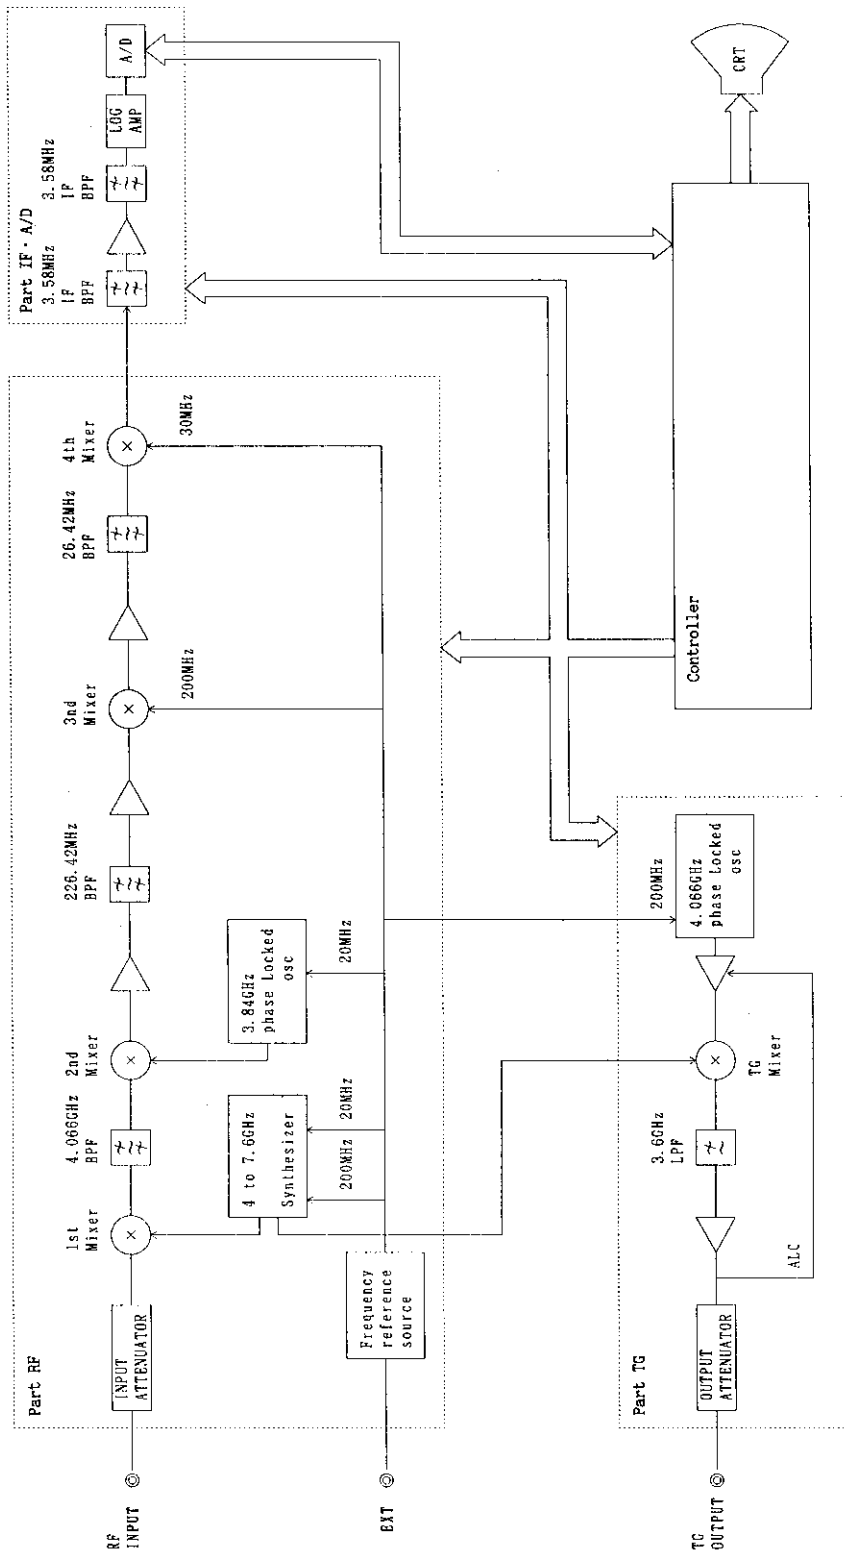 Part RF
RF
INPUT
INPUT
ATTENUATOR
1st
Mixer
4.066GHz
BPF
2nd
Mixer
226.42MHz
BPF
3nd
Mixer
26.42MHz
BPF
4th
Mixer
4 to 7.6GHz
Synthesizer
3.84GHz
phase Locked
osc
200MHz
20MHz
20MHz
200MHz
30MHz
EXT
Frequency
reference
source
Part IF·A/D
3.58MHz
IF
BPF
3.58MHz
IF
BPF
LOG
AMP
A/D
Part TG
TG
OUTPUT
OUTPUT
ATTENUATOR
ALC
3.6GHz
LPF
TG
Mixer
200MHz
4.066GHz
phase Locked
osc
Controller
CRT